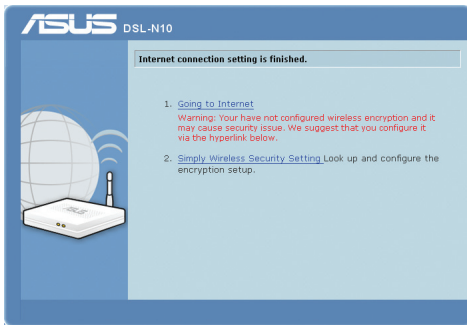 ASUS DSL-N10
Internet connection setting is finished.
1. Going to Internet
Warning: Your have not configured wireless encryption and it
may cause security issue. We suggest that you configure it
via the hyperlink below.
2. Simply Wireless Security Setting Look up and configure the
encryption setup.
ASUS